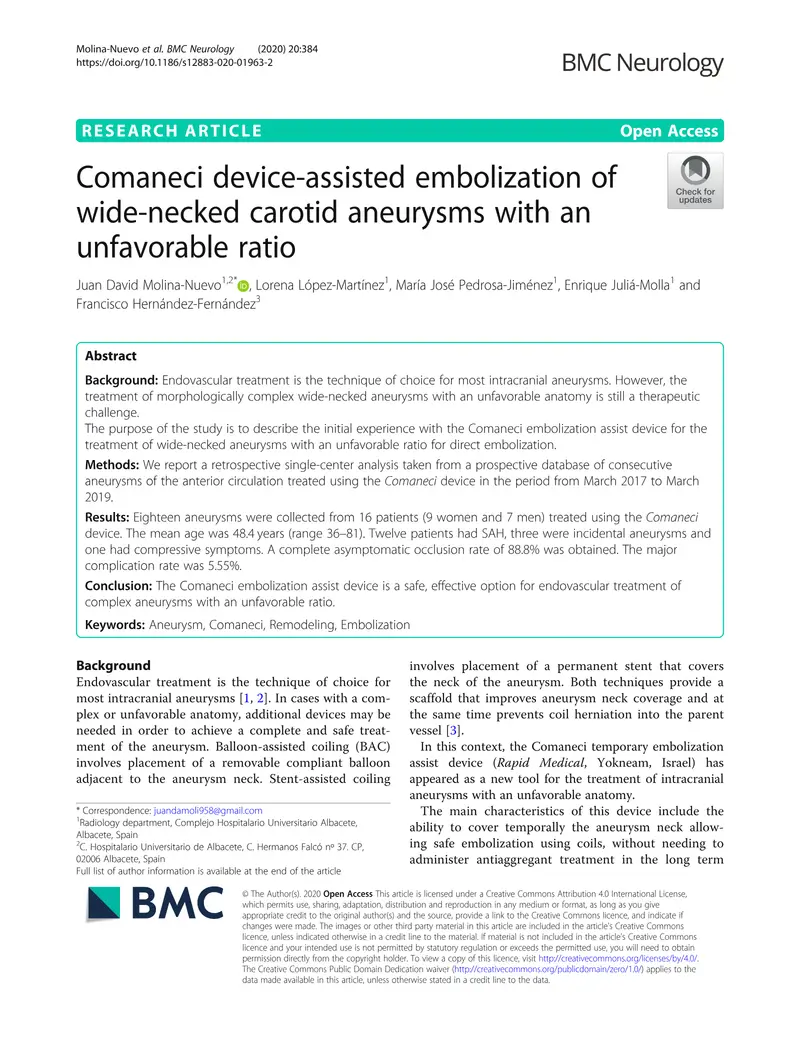 Molina-Nuevo et al. BMC Neurology (2020) 20:384
https://doi.org/10.1186/s12883-020-01963-2
BMC Neurology
RESEARCH ARTICLE
Open Access
Comaneci device-assisted embolization of
wide-necked carotid aneurysms with an
unfavorable ratio
Check for
updates
Juan David Molina-Nuevo1,2* iD, Lorena López-Martínez1, María José Pedrosa-Jiménez1, Enrique Juliá-Molla1 and
Francisco Hernández-Fernández3
Abstract
Background: Endovascular treatment is the technique of choice for most intracranial aneurysms. However, the
treatment of morphologically complex wide-necked aneurysms with an unfavorable anatomy is still a therapeutic
challenge.
The purpose of the study is to describe the initial experience with the Comaneci embolization assist device for the
treatment of wide-necked aneurysms with an unfavorable ratio for direct embolization.
Methods: We report a retrospective single-center analysis taken from a prospective database of consecutive
aneurysms of the anterior circulation treated using the Comaneci device in the period from March 2017 to March
2019.
Results: Eighteen aneurysms were collected from 16 patients (9 women and 7 men) treated using the Comaneci
device. The mean age was 48.4 years (range 36–81). Twelve patients had SAH, three were incidental aneurysms and
one had compressive symptoms. A complete asymptomatic occlusion rate of 88.8% was obtained. The major
complication rate was 5.55%.
Conclusion: The Comaneci embolization assist device is a safe, effective option for endovascular treatment of
complex aneurysms with an unfavorable ratio.
Keywords: Aneurysm, Comaneci, Remodeling, Embolization
Background
Endovascular treatment is the technique of choice for
most intracranial aneurysms [1, 2]. In cases with a com-
plex or unfavorable anatomy, additional devices may be
needed in order to achieve a complete and safe treat-
ment of the aneurysm. Balloon-assisted coiling (BAC)
involves placement of a removable compliant balloon
adjacent to the aneurysm neck. Stent-assisted coiling
* Correspondence: juandamoli958@gmail.com
1Radiology department, Complejo Hospitalario Universitario Albacete,
Albacete, Spain
2C. Hospitalario Universitario de Albacete, C. Hermanos Falcó nº 37. CP,
02006 Albacete, Spain
Full list of author information is available at the end of the article
involves placement of a permanent stent that covers
the neck of the aneurysm. Both techniques provide a
scaffold that improves aneurysm neck coverage and at
the same time prevents coil herniation into the parent
vessel [3].
In this context, the Comaneci temporary embolization
assist device (Rapid Medical, Yokneam, Israel) has
appeared as a new tool for the treatment of intracranial
aneurysms with an unfavorable anatomy.
The main characteristics of this device include the
ability to cover temporally the aneurysm neck allow-
ing safe embolization using coils, without needing to
administer antiaggregant treatment in the long term
BMC
© The Author(s). 2020 Open Access This article is licensed under a Creative Commons Attribution 4.0 International License,
which permits use, sharing, adaptation, distribution and reproduction in any medium or format, as long as you give
appropriate credit to the original author(s) and the source, provide a link to the Creative Commons licence, and indicate if
changes were made. The images or other third party material in this article are included in the article's Creative Commons
licence, unless indicated otherwise in a credit line to the material. If material is not included in the article's Creative Commons
licence and your intended use is not permitted by statutory regulation or exceeds the permitted use, you will need to obtain
permission directly from the copyright holder. To view a copy of this licence, visit http://creativecommons.org/licenses/by/4.0/.
The Creative Commons Public Domain Dedication waiver (http://creativecommons.org/publicdomain/zero/1.0/) applies to the
data made available in this article, unless otherwise stated in a credit line to the data.